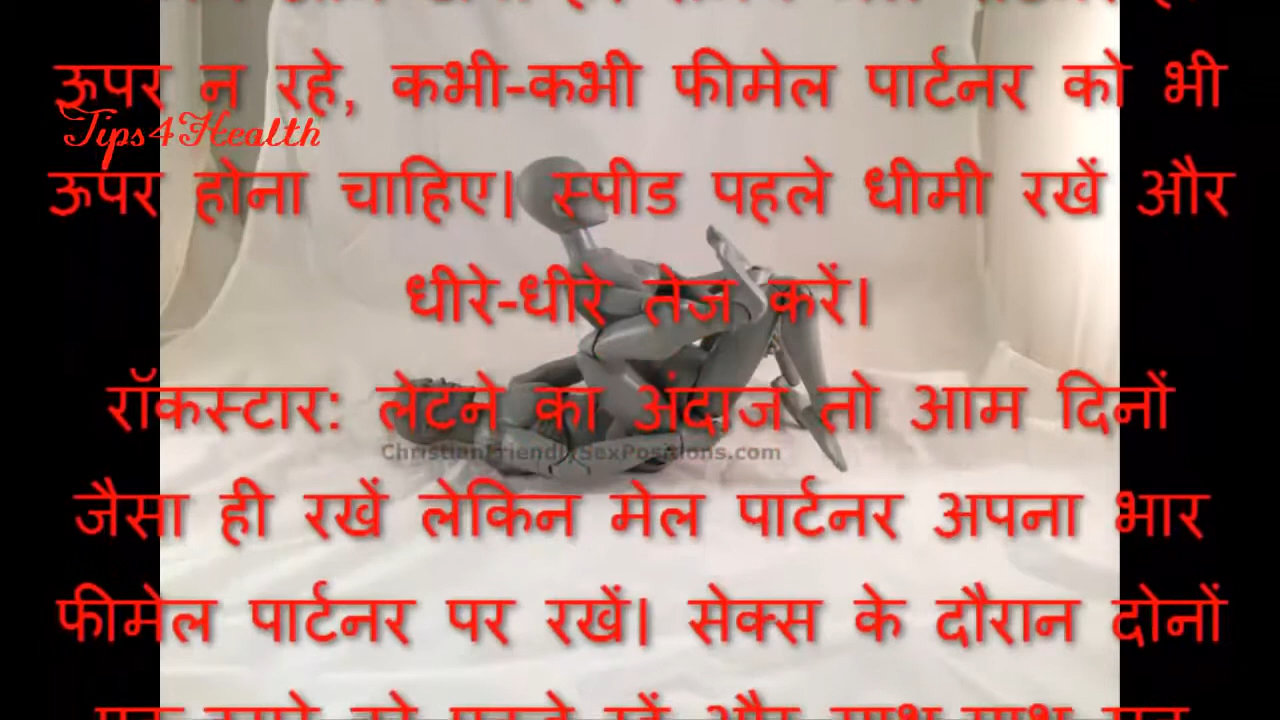 ऊपर न रहे, कभी-कभी फीमेल पार्टनर को भी
Tips4Health
ऊपर होना चाहिए। स्पीड पहले धीमी रखें और
धीरे-धीरे तेज करें।
रॉकस्टार: लेटने का अंदाज तो आम दिनों
ChristianFriendlySexPositions.com
जैसा ही रखें लेकिन मेल पार्टनर अपना भार
फीमेल पार्टनर पर रखें। सेक्स के दौरान दोनों